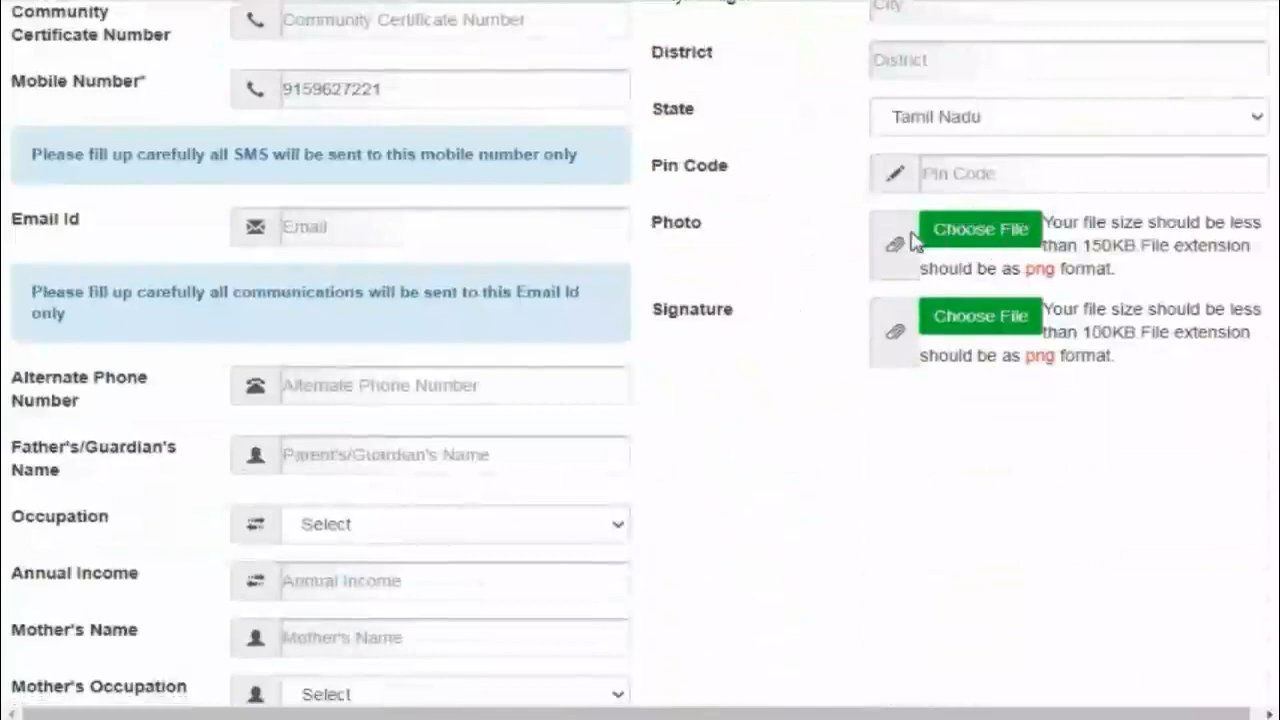 Community
Certificate Number
Community Certificate Number
Mobile Number*
9159627221
Please fill up carefully all SMS will be sent to this mobile number only
Email Id
Email
Please fill up carefully all communications will be sent to this Email Id
only
Alternate Phone
Number
Alternate Phone Number
Father's/Guardian's
Name
Parent's/Guardian's Name
Occupation
Select
Annual Income
Annual Income
Mother's Name
Mother's Name
Mother's Occupation
Select
City
District
District
State
Tamil Nadu
Pin Code
Pin Code
Photo
Choose File Your file size should be less
than 150KB.File extension
should be as png format.
Signature
Choose File Your file size should be less
than 100KB.File extension
should be as png format.